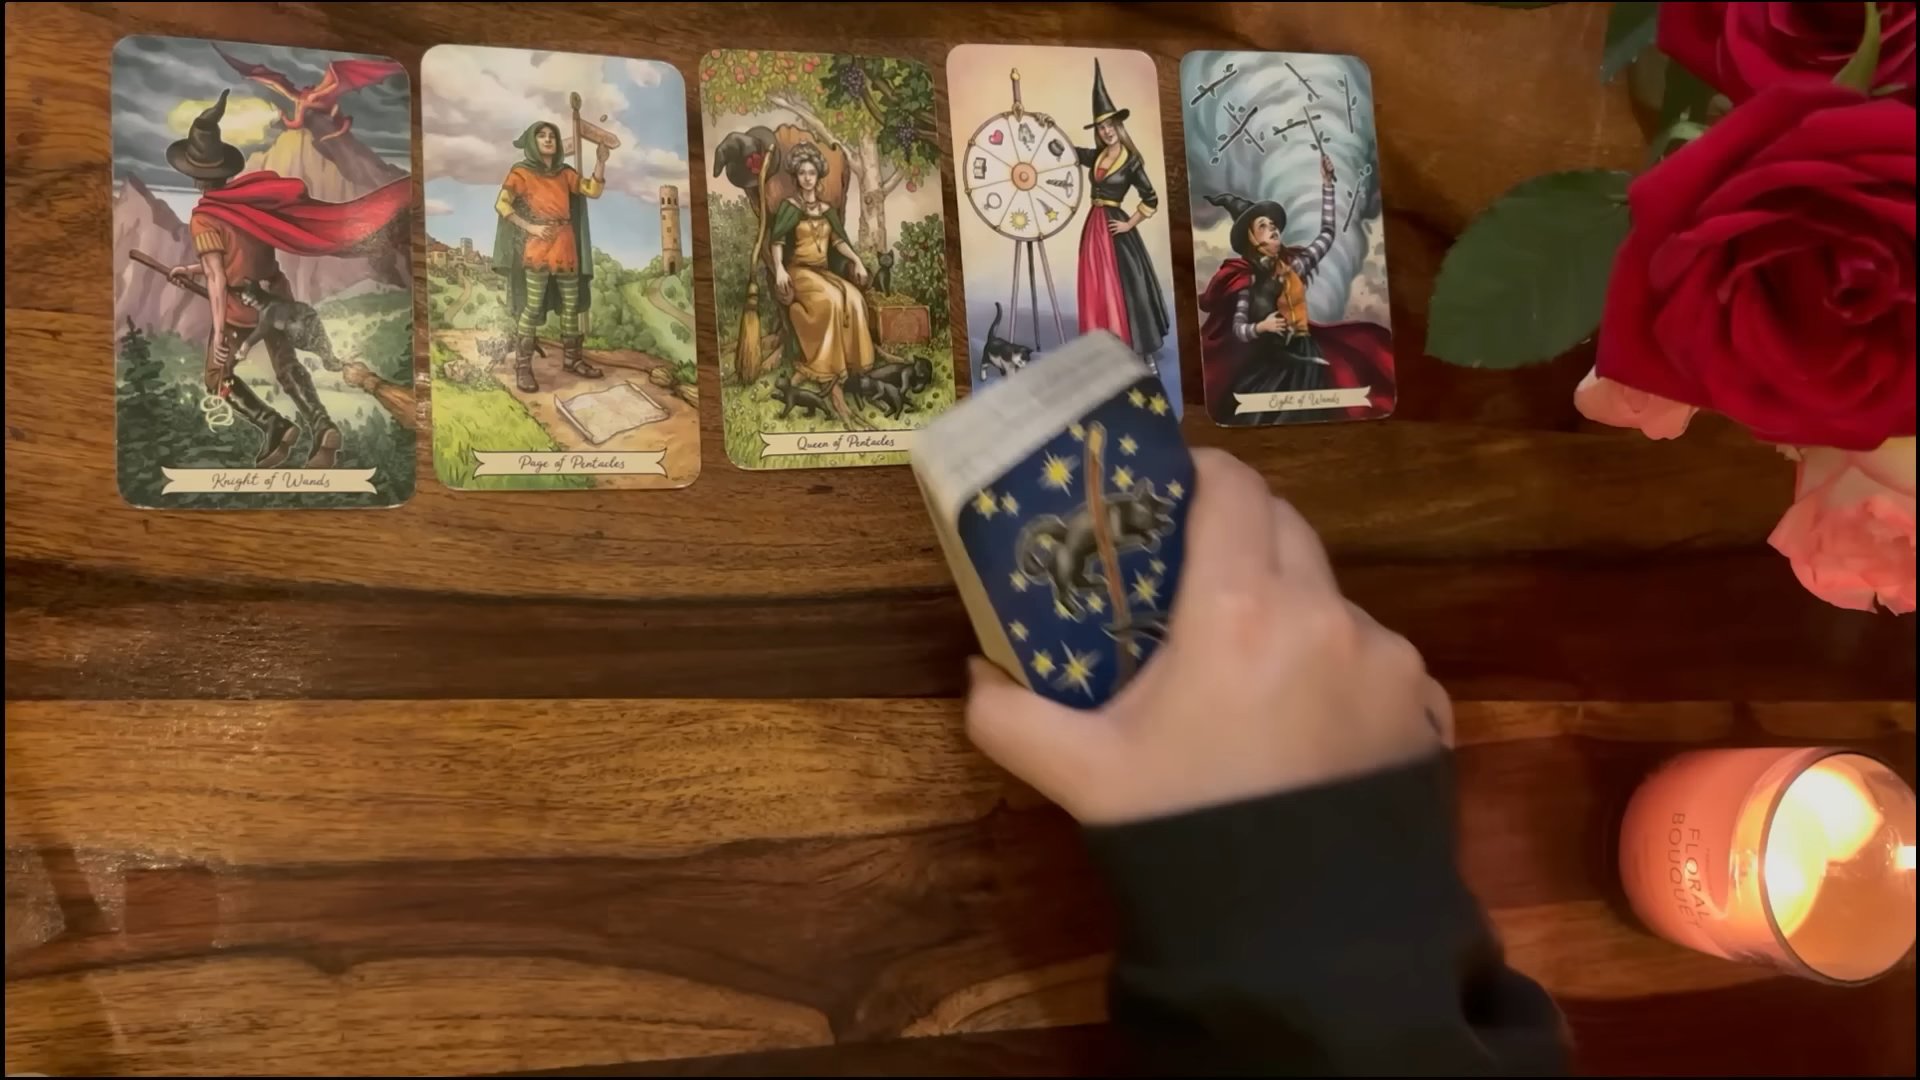 Knight of Wands
Page of Pentacles
Queen of Pentacles
Eight of Wands
FLORAL
BOUQUET